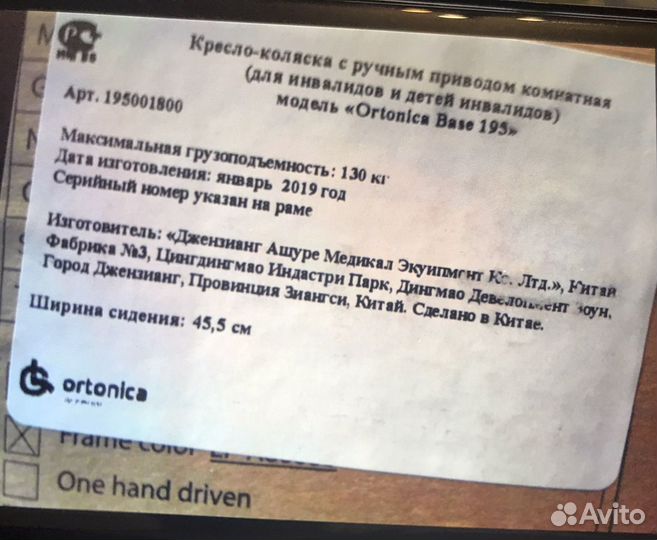 Кресло-коляска с ручным приводом комнатная
(для инвалидов и детей инвалидов)
модель «Ortonica Base 195»
Арт. 195001800
Максимальная грузоподъемность: 130 кг
Дата изготовления: январь 2019 год
Серийный номер указан на раме
Изготовитель: «Джензианг Ашуре Медикал Экуипмент Ко. Лтд.», Китай
Фабрика №3, Цингдингмао Индастри Парк, Дингмао Девелопмент Зоун,
Город Джензианг, Провинция Зиангси, Китай. Сделано в Китае.
Ширина сидения: 45,5 см
ortonica
Frame color
One hand driven
Avito